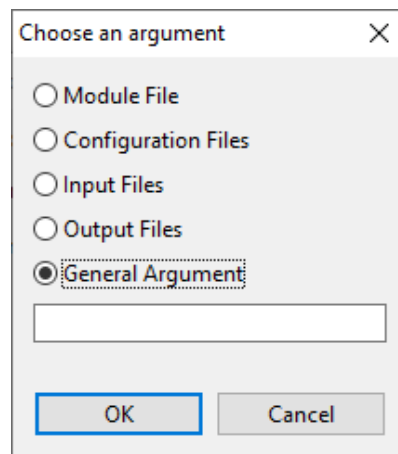 Choose an argument
Module File
Configuration Files
Input Files
Output Files
General Argument
OK Cancel